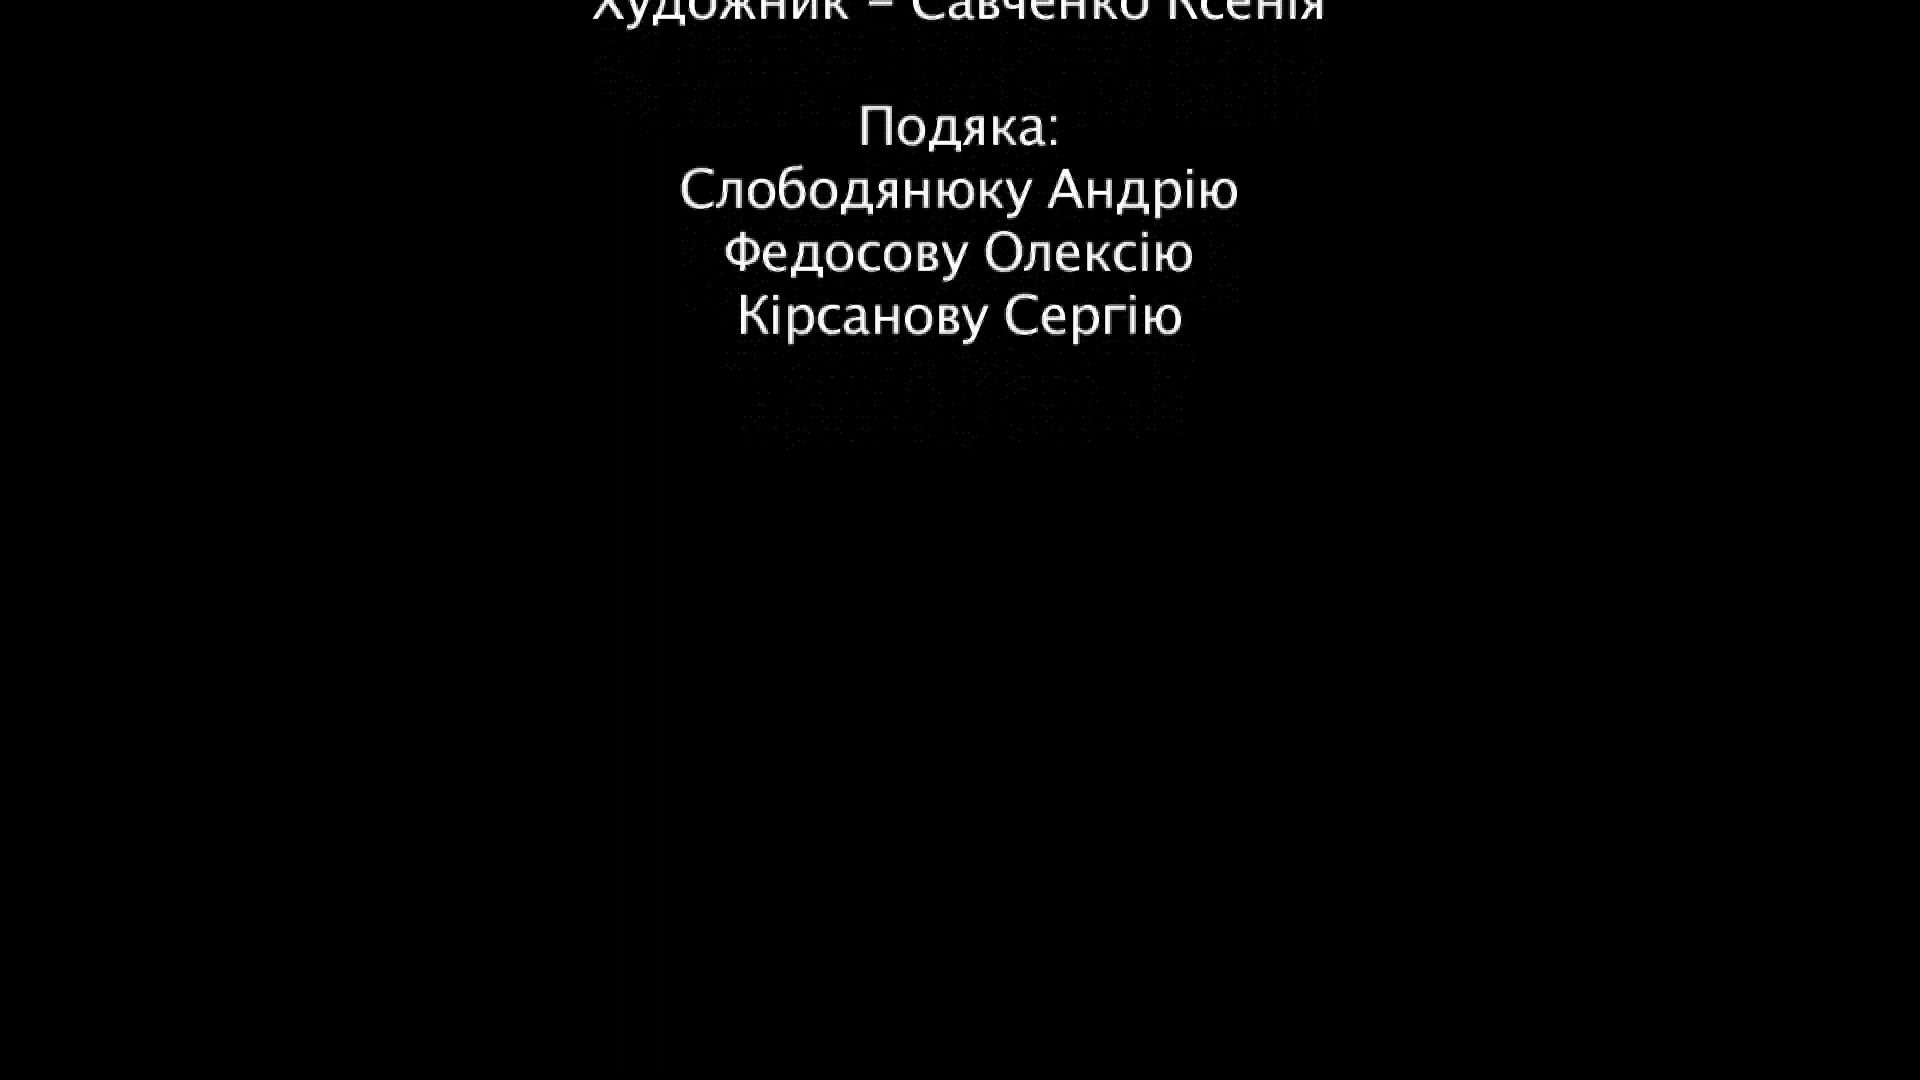 Художник – Савченко Ксенія
Подяка:
Слободянюку Андрію
Федосову Олексію
Кірсанову Сергію